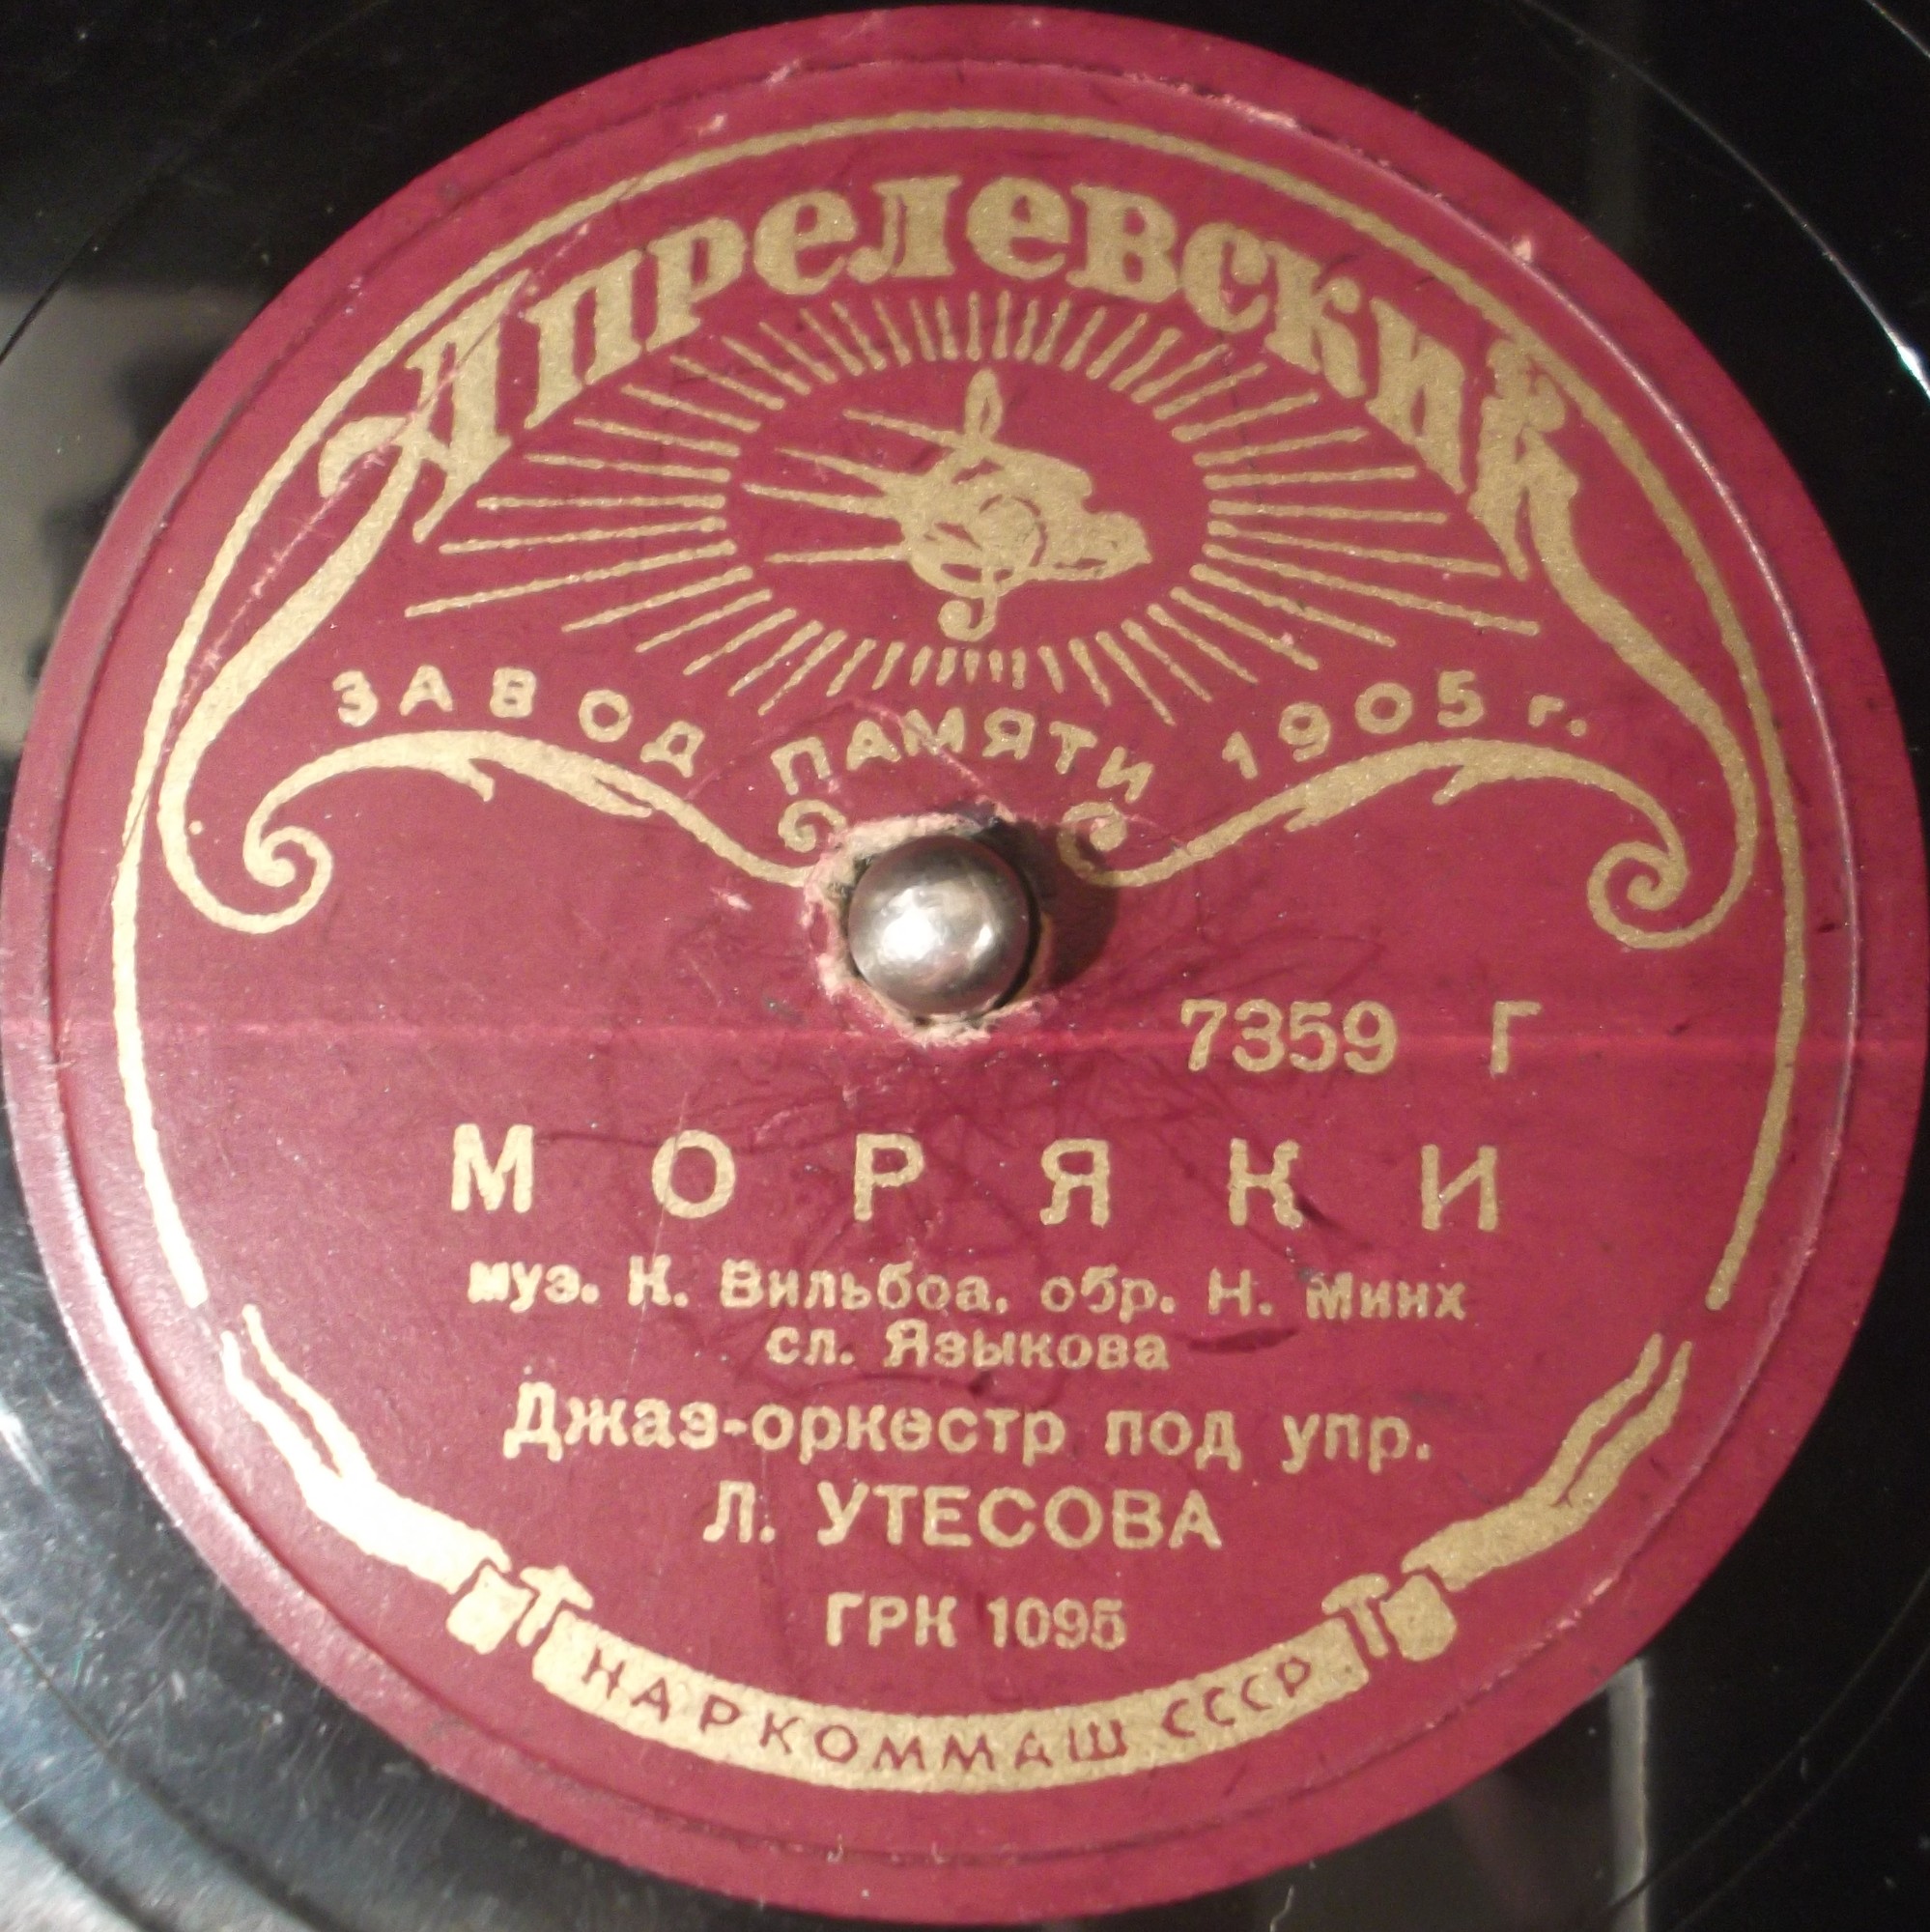 Апрелевский
ЗАВОД ПАМЯТИ 1905 г.
7359 Г
МОРЯКИ
муз. К. Вильбоа, обр. Н. Минх
сл. Языкова
Джаз-оркестр под упр.
Л. УТЕСОВА
ГРК 1095
НАРКОММАШ СССР